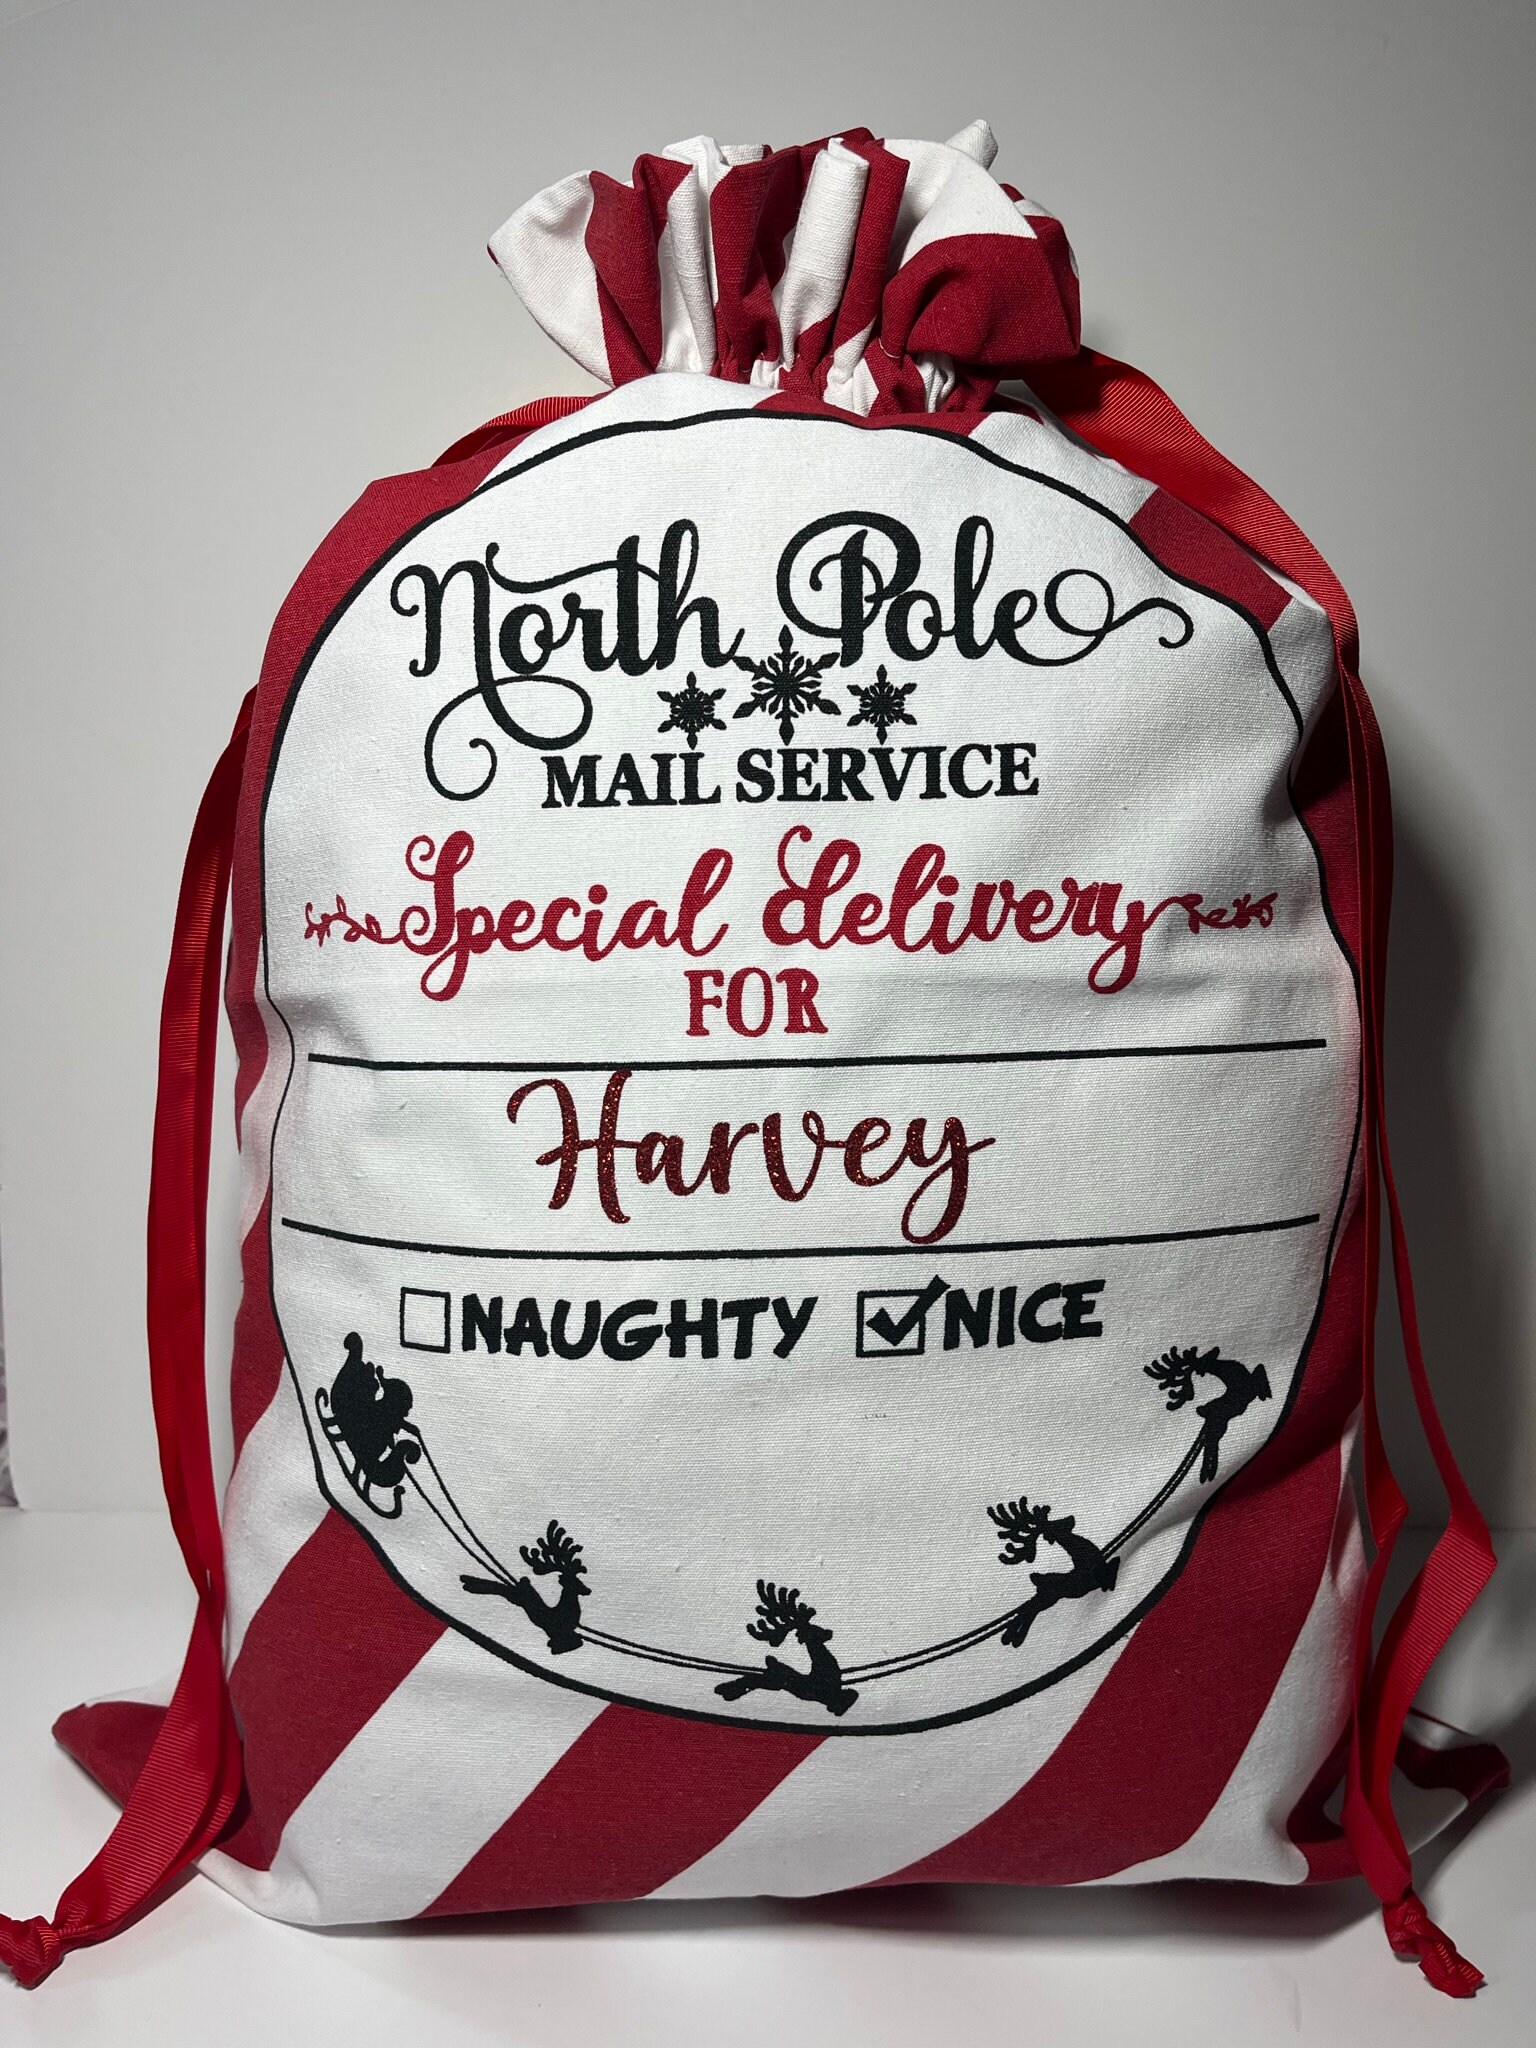 North Pole
MAIL SERVICE
Special delivery
FOR
Harvey
NAUGHTY NICE